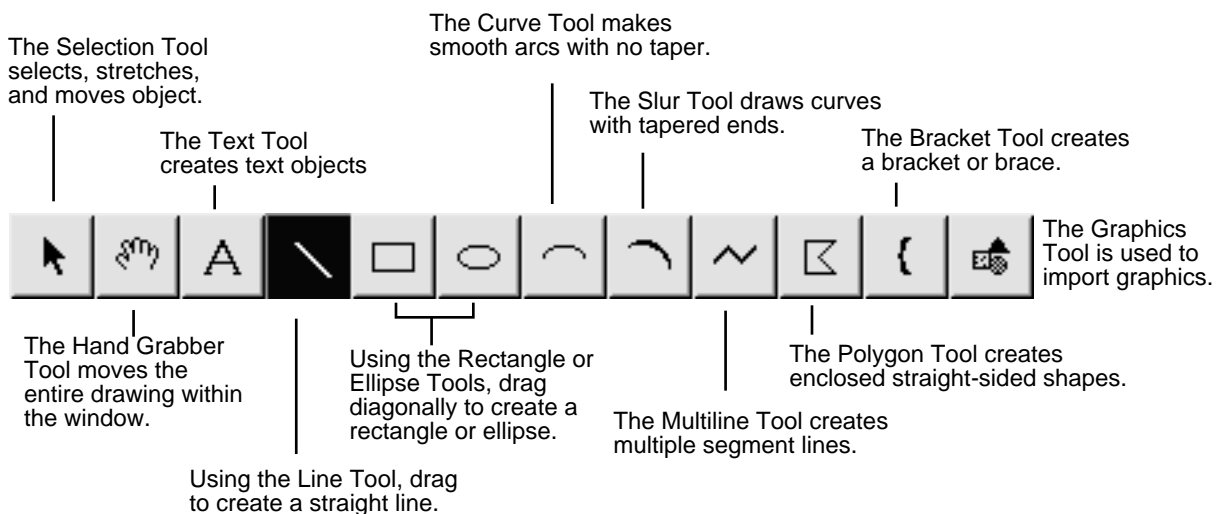 The Curve Tool makes
smooth arcs with no taper.
The Selection Tool
selects, stretches,
and moves object.
The Slur Tool draws curves
with tapered ends.
The Text Tool
creates text objects
The Bracket Tool creates
a bracket or brace.
A
The Graphics
Tool is used to
import graphics.
The Hand Grabber
Tool moves the
entire drawing within
the window.
Using the Rectangle or
Ellipse Tools, drag
diagonally to create a
rectangle or ellipse.
The Polygon Tool creates
enclosed straight-sided shapes.
The Multiline Tool creates
multiple segment lines.
Using the Line Tool, drag
to create a straight line.